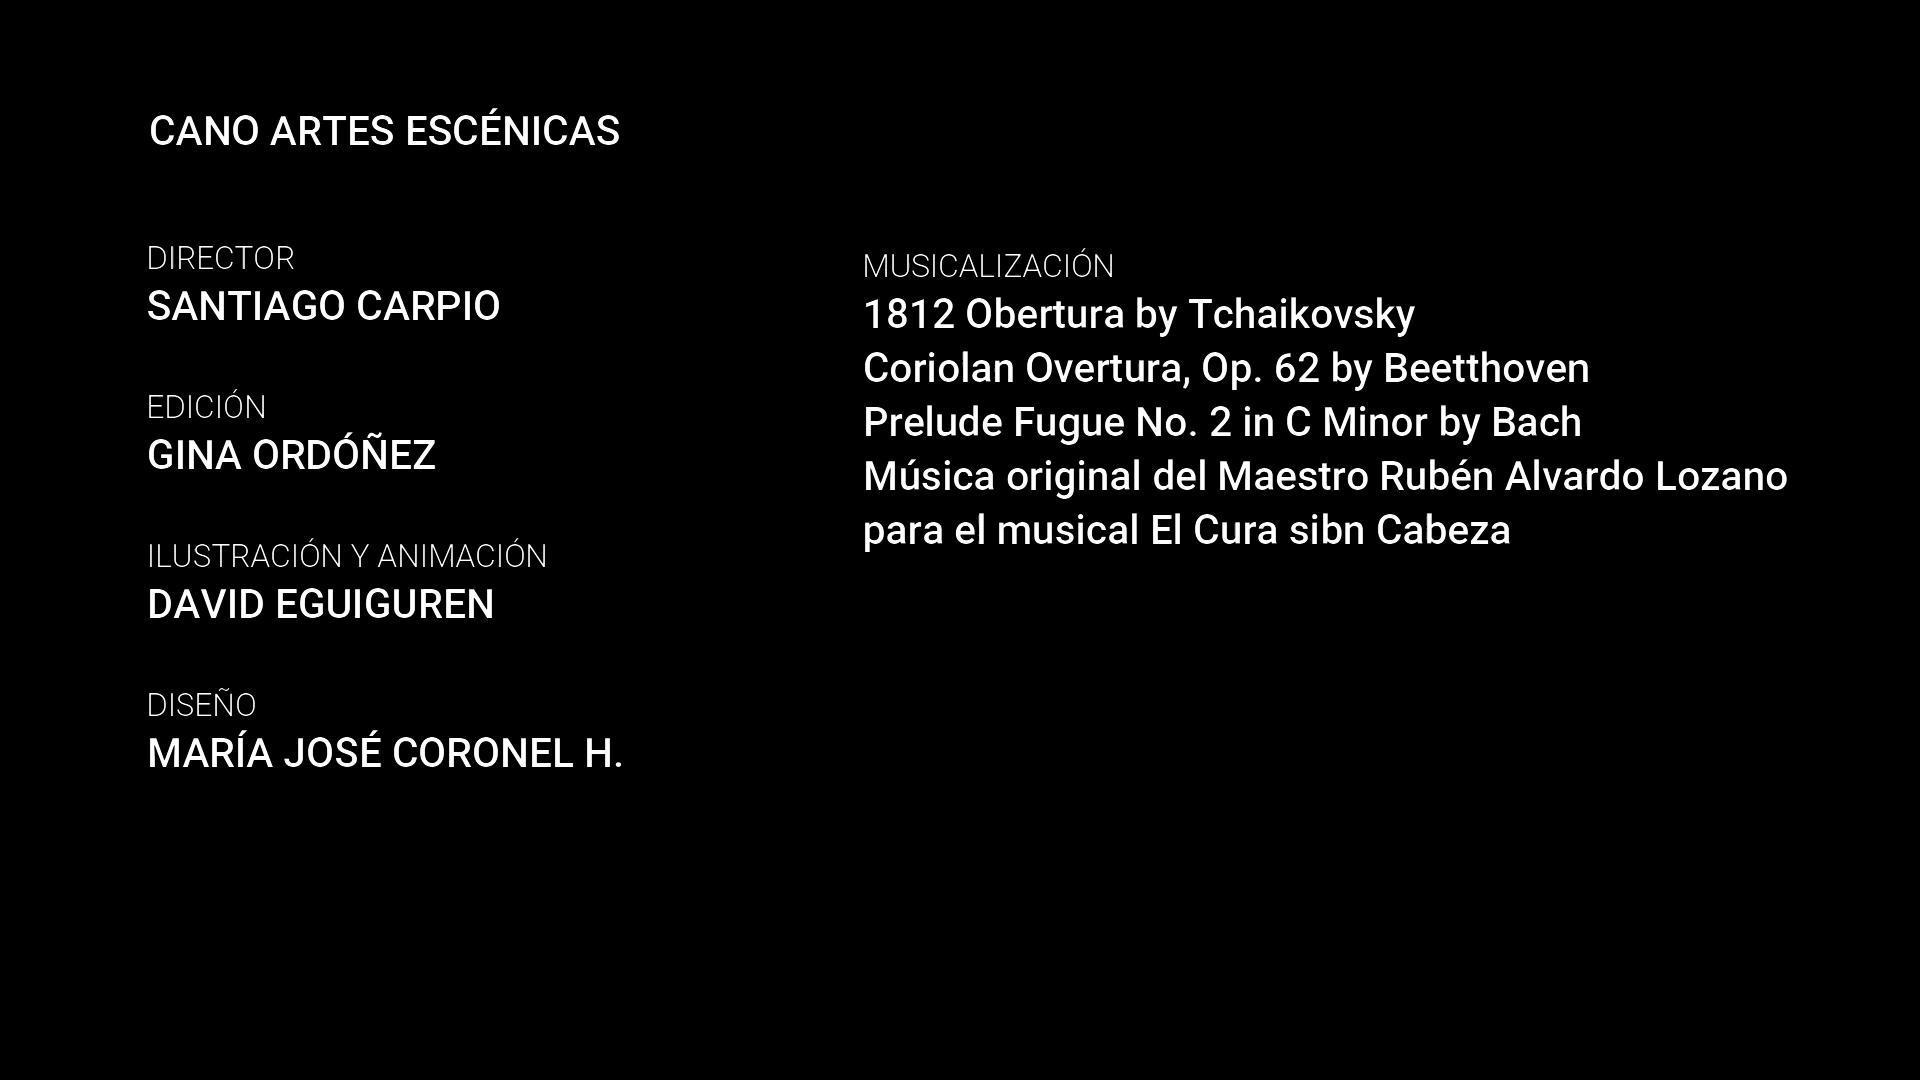 CANO ARTES ESCÉNICAS
DIRECTOR
SANTIAGO CARPIO
EDICIÓN
GINA ORDÓÑEZ
ILUSTRACIÓN Y ANIMACIÓN
DAVID EGUIGUREN
DISEÑO
MARÍA JOSÉ CORONEL H.
MUSICALIZACIÓN
1812 Obertura by Tchaikovsky
Coriolan Overtura, Op. 62 by Beetthoven
Prelude Fugue No. 2 in C Minor by Bach
Música original del Maestro Rubén Alvardo Lozano
para el musical El Cura sibn Cabeza